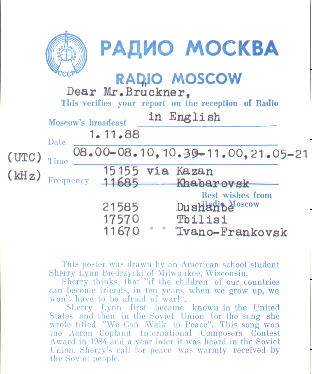 СССР
РАДИО МОСКВА
RADIO MOSCOW
Dear Mr.Bruckner,
This verifies your report on the reception of Radio
Moscow's broadcast in English
Date 1.11.88
(UTC) Time 08.00-08.10, 10.30-11.00, 21.05-21
(kHz) Frequency 15155 via Kazan
11685 Khabarovsk
Best wishes from
Radio Moscow
21585 Dushanbe
17570 Tbilisi
11670 " " Ivano-Frankovsk
This poster was drawn by an American school student
Sherry Lynn Biedrzycki of Milwaukee, Wisconsin.
Sherry thinks, that "if the children of our countries
can become friends, in ten years, when we grow up, we
won't have to be afraid of war!".
Sherry Lynn first became known in the United
States and then in the Soviet Union for the song she
wrote titled "We Can Walk in Peace". This song won
the Aaron Copland International Composers Contest
Award in 1984 and a year later it was heard in the Soviet
Union. Sherry's call for peace was warmly received by
the Soviet people.